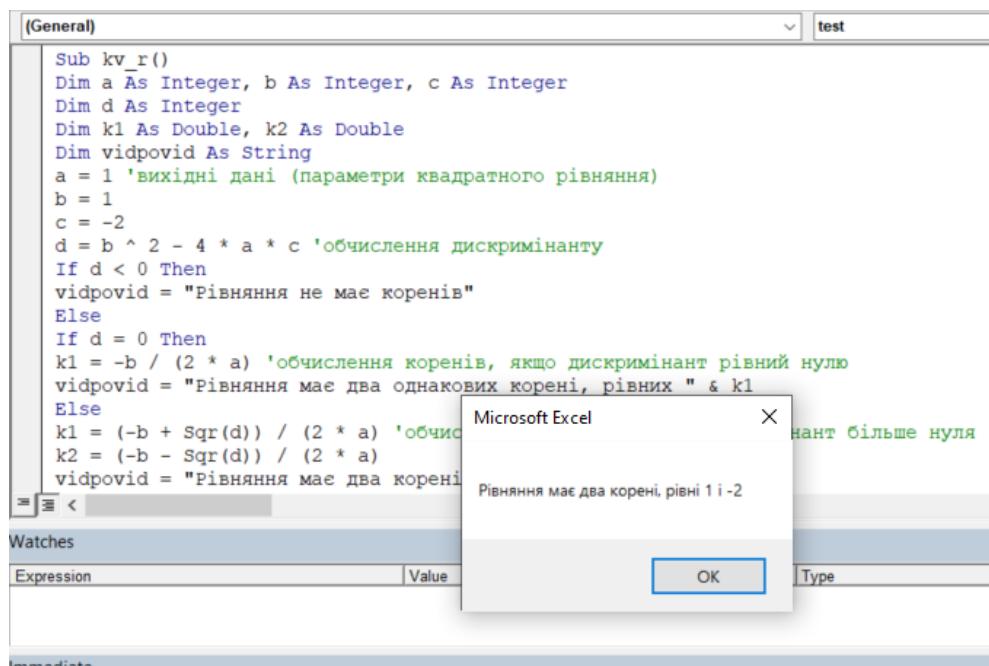 (General)
test
Sub kv_r()
Dim a As Integer, b As Integer, c As Integer
Dim d As Integer
Dim k1 As Double, k2 As Double
Dim vidpovid As String
a = 1 'вихідні дані (параметри квадратного рівняння)
b = 1
c = -2
d = b ^ 2 - 4 * a * c 'обчислення дискримінанту
If d < 0 Then
vidpovid = "Рівняння не має коренів"
Else
If d = 0 Then
k1 = -b / (2 * a) 'обчислення коренів, якщо дискримінант рівний нулю
vidpovid = "Рівняння має два однакових корені, рівних " & k1
Else
k1 = (-b + Sqr(d)) / (2 * a) 'обчис нант більше нуля
k2 = (-b - Sqr(d)) / (2 * a)
vidpovid = "Рівняння має два корені
Microsoft Excel
Рівняння має два корені, рівні 1 і -2
OK
Watches
Expression Value Type